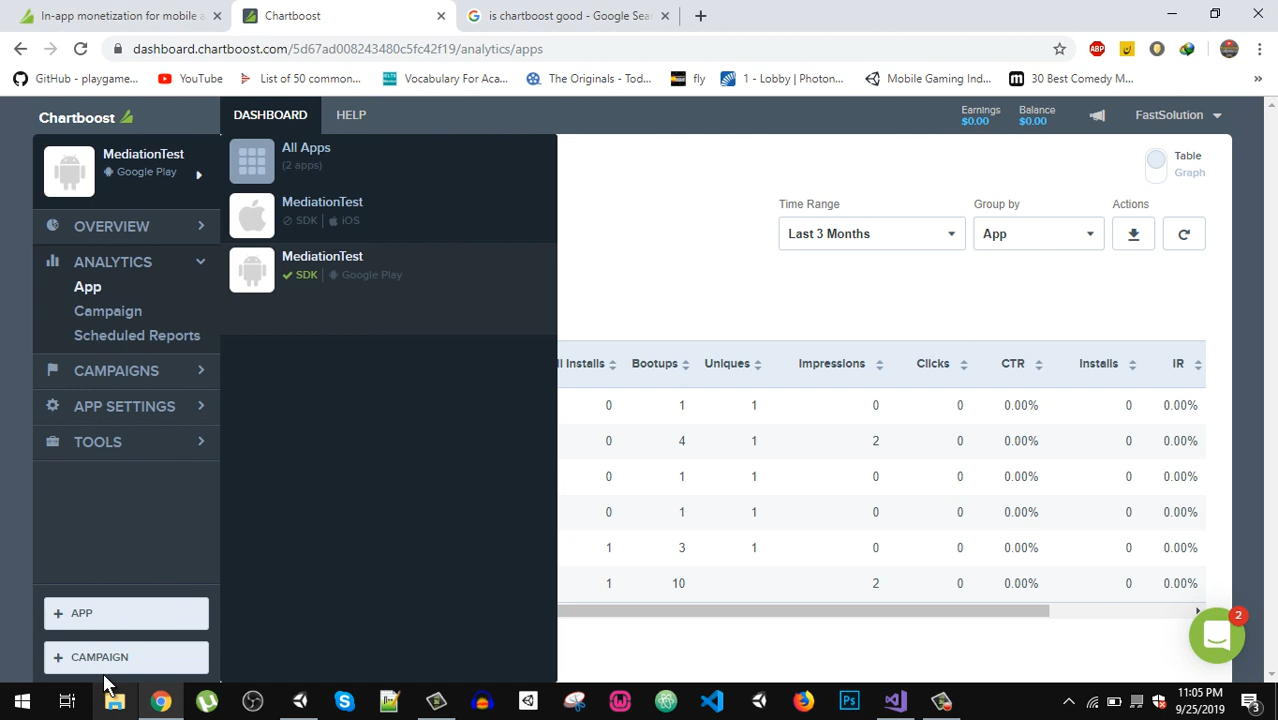 In-app monetization for mobile a
Chartboost
is chartboost good - Google Sear
dashboard.chartboost.com/5d67ad008243480c5fc42f19/analytics/apps
ABP
GitHub - playgame...
YouTube
List of 50 common...
Vocabulary For Aca...
The Originals - Tod...
fly
1 - Lobby | Photon...
Mobile Gaming Ind...
30 Best Comedy M...
»
Chartboost
DASHBOARD
HELP
Earnings
$0.00
Balance
$0.00
FastSolution
MediationTest
Google Play
OVERVIEW
ANALYTICS
App
Campaign
Scheduled Reports
CAMPAIGNS
APP SETTINGS
TOOLS
+ APP
+ CAMPAIGN
All Apps
(2 apps)
MediationTest
SDK | iOS
MediationTest
SDK | Google Play
Table
Graph
Time Range
Group by
Actions
Last 3 Months
App
ll Installs Bootups Uniques Impressions Clicks CTR Installs IR
0 1 1 0 0 0.00% 0 0.00%
0 4 1 2 0 0.00% 0 0.00%
0 1 1 0 0 0.00% 0 0.00%
0 1 1 0 0 0.00% 0 0.00%
1 3 1 0 0 0.00% 0 0.00%
1 10 2 0 0.00% 0 0.00%
2
Ps
11:05 PM
9/25/2019
3